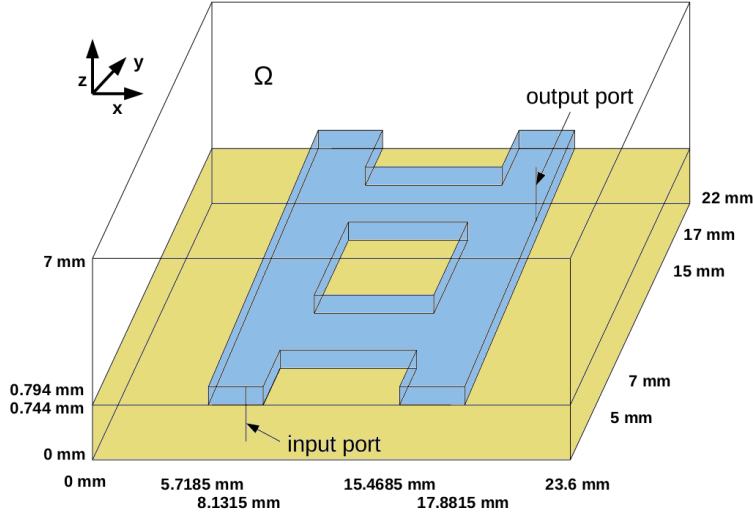 z
y
x
Ω
output port
22 mm
17 mm
7 mm
15 mm
7 mm
0.794 mm
0.744 mm
5 mm
0 mm
input port
0 mm
5.7185 mm
15.4685 mm
23.6 mm
8.1315 mm
17.8815 mm